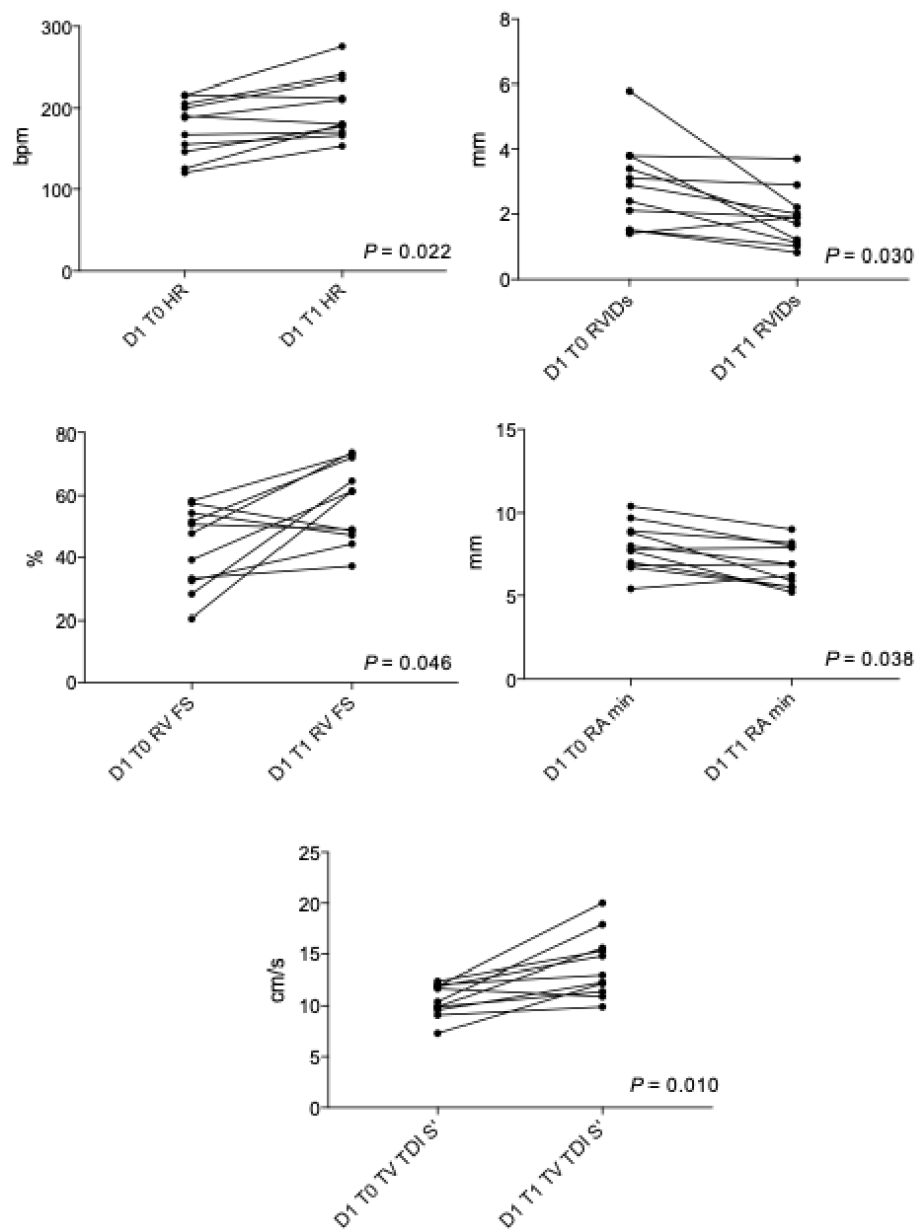 300
200
100
0
bpm
D1 T0 HR
D1 T1 HR
P = 0.022
8
6
4
2
0
mm
D1 T0 RVIDs
D1 T1 RVIDs
P = 0.030
80
60
40
20
0
%
D1 T0 RV FS
D1 T1 RV FS
P = 0.046
15
10
5
0
mm
D1 T0 RA min
D1 T1 RA min
P = 0.038
25
20
15
10
5
0
cm/s
D1 T0 TV TDI S'
D1 T1 TV TDI S'
P = 0.010